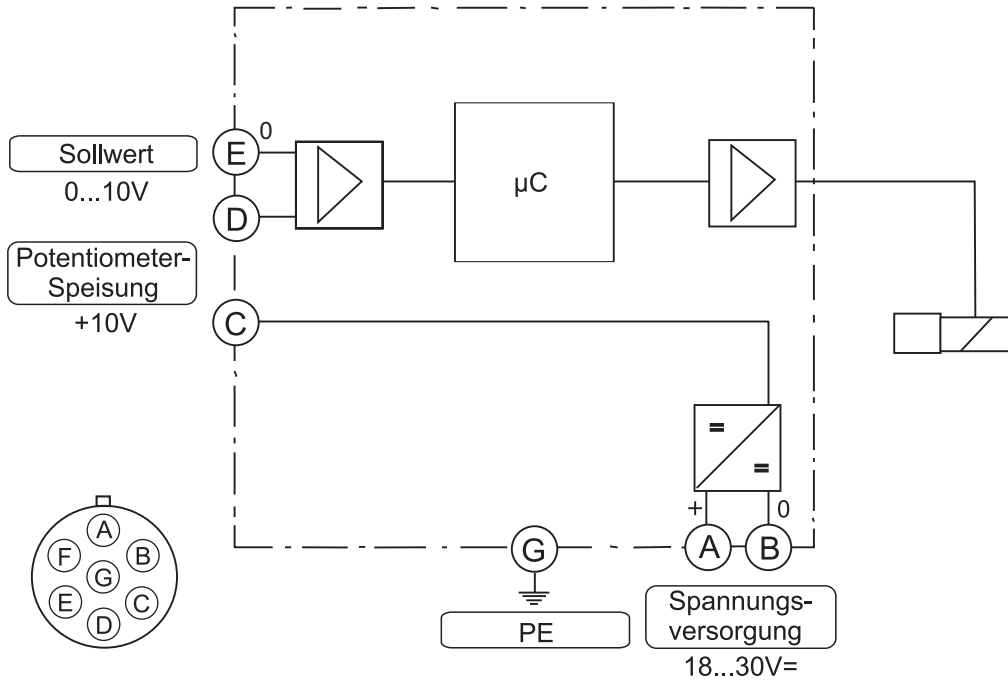 Sollwert
0...10V
E
0
D
µC
Potentiometer-
Speisung
+10V
C
=
=
+
0
A
B
G
PE
Spannungs-
versorgung
18...30V=
A
F
B
G
E
C
D